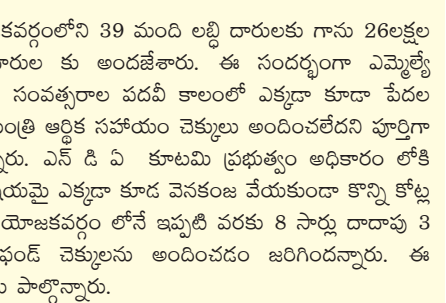 కవర్గంలోని 39 మంది లబ్ధి దారులకు గాను 26లక్షల
ారుల కు అందజేశారు. ఈ సందర్భంగా ఎమ్మెల్యే
సంవత్సరాల పదవీ కాలంలో ఎక్కడా కూడా పేదల
ఆర్థిక సహాయం చెక్కులు అందించలేదని పూర్తిగా
ఎన్ డి ఏ కూటమి ప్రభుత్వం అధికారం లోకి
ఎక్కడా కూడ వెనకంజ వేయకుండా కొన్ని కోట్ల
యోజకవర్గం లోనే ఇప్పటి వరకు 8 సార్లు దాదాపు 3
ఫండ్ చెక్కులను అందించడం జరిగిందన్నారు. ఈ
పాల్గొన్నారు.